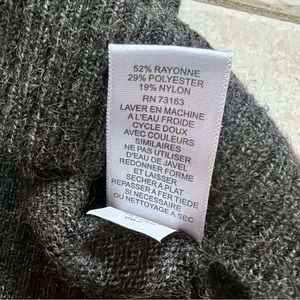 52% RAYONNE
29% POLYESTER
19% NYLON
RN 73163
LAVER EN MACHINE
A L'EAU FROIDE
CYCLE DOUX
AVEC COULEURS
SIMILAIRES
NE PAS UTILISER
D'EAU DE JAVEL
REDONNER FORME
ET LAISSER
SECHER A PLAT
REPASSER A FER TIEDE
SI NECESSAIRE
OU NETTOYAGE A SEC